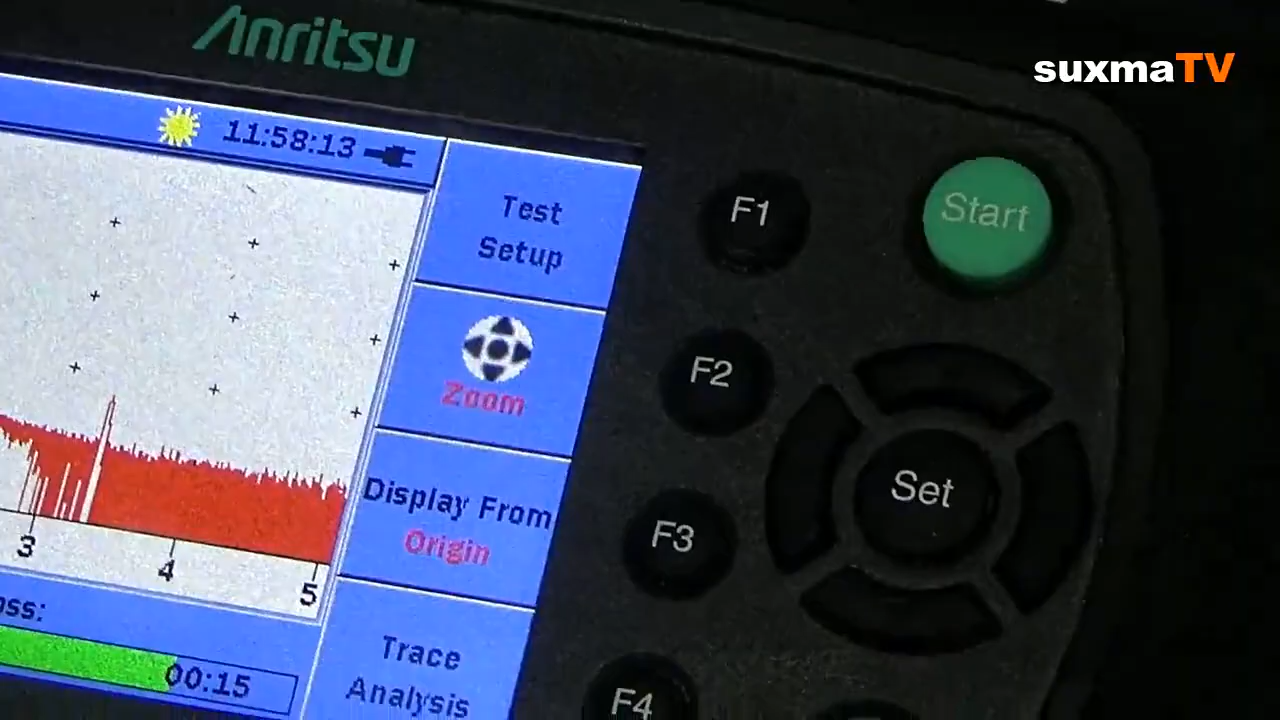 Anritsu
suxmaTV
11:58:13
Test
Setup
F1
Start
Zoom
F2
Display From
Origin
F3
Set
3
4
5
oss:
00:15
Trace
Analysis
F4